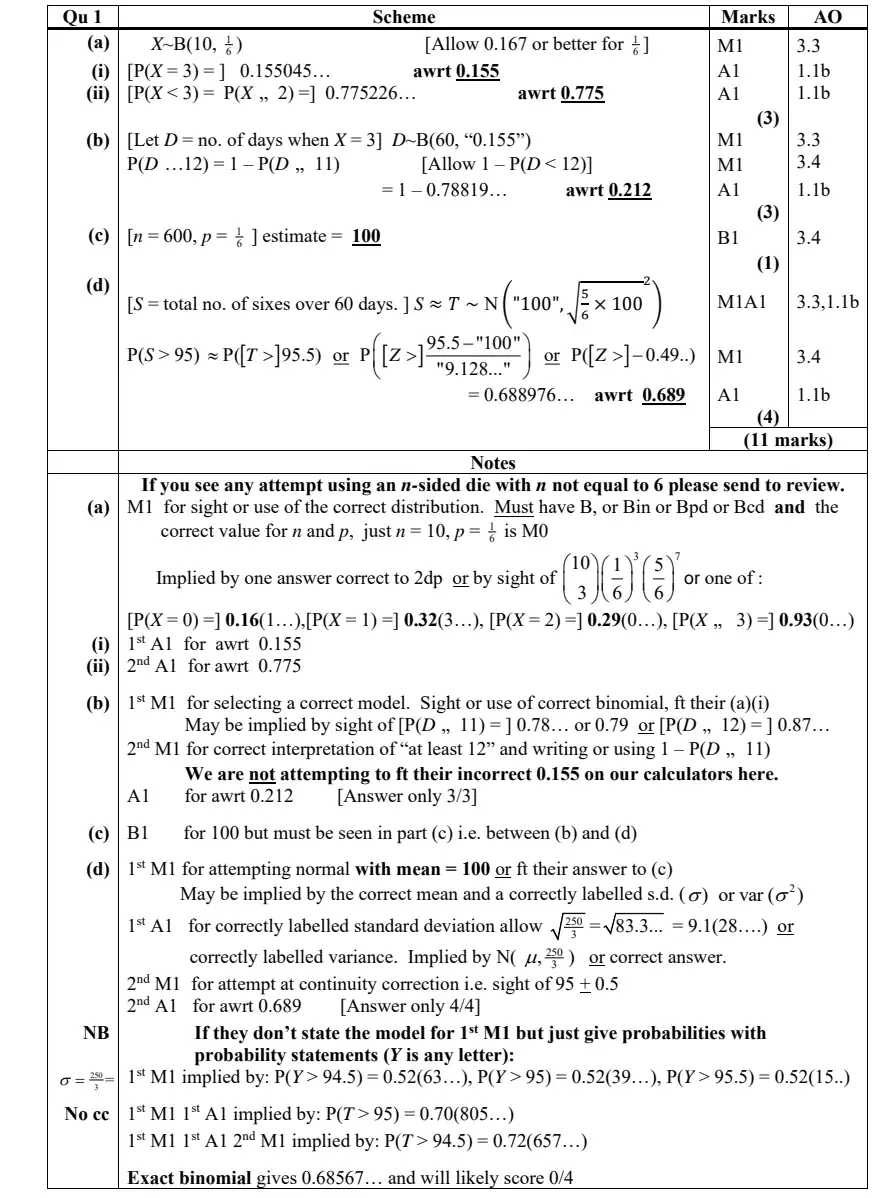 Qu 1 Scheme Marks AO
(a) X~B(10, 1/6) [Allow 0.167 or better for 1/6] M1 3.3
(i) [P(X = 3) = ] 0.155045… awrt 0.155 A1 1.1b
(ii) [P(X < 3) = P(X „ 2) =] 0.775226… awrt 0.775 A1 1.1b
(3)
(b) [Let D = no. of days when X = 3] D~B(60, “0.155”) M1 3.3
P(D …12) = 1 – P(D „ 11) [Allow 1 – P(D < 12)] M1 3.4
= 1 – 0.78819… awrt 0.212 A1 1.1b
(3)
(c) [n = 600, p = 1/6 ] estimate = 100 B1 3.4
(1)
(d) [S = total no. of sixes over 60 days. ] S ≈ T ~ N("100", √(5/6 × 100)²) M1A1 3.3,1.1b
P(S > 95) ≈ P([T >]95.5) or P([Z >] (95.5 – "100")/"9.128...") or P([Z >] – 0.49..) M1 3.4
= 0.688976… awrt 0.689 A1 1.1b
(4)
(11 marks)
Notes
If you see any attempt using an n-sided die with n not equal to 6 please send to review.
(a) M1 for sight or use of the correct distribution. Must have B, or Bin or Bpd or Bcd and the
correct value for n and p, just n = 10, p = 1/6 is M0
Implied by one answer correct to 2dp or by sight of (10 3)(1/6)³(5/6)⁷ or one of :
[P(X = 0) =] 0.16(1…),[P(X = 1) =] 0.32(3…), [P(X = 2) =] 0.29(0…), [P(X „ 3) =] 0.93(0…)
(i) 1st A1 for awrt 0.155
(ii) 2nd A1 for awrt 0.775
(b) 1st M1 for selecting a correct model. Sight or use of correct binomial, ft their (a)(i)
May be implied by sight of [P(D „ 11) = ] 0.78… or 0.79 or [P(D „ 12) = ] 0.87…
2nd M1 for correct interpretation of “at least 12” and writing or using 1 – P(D „ 11)
We are not attempting to ft their incorrect 0.155 on our calculators here.
A1 for awrt 0.212 [Answer only 3/3]
(c) B1 for 100 but must be seen in part (c) i.e. between (b) and (d)
(d) 1st M1 for attempting normal with mean = 100 or ft their answer to (c)
May be implied by the correct mean and a correctly labelled s.d. (σ) or var (σ²)
1st A1 for correctly labelled standard deviation allow √(250/3) = √83.3... = 9.1(28….) or
correctly labelled variance. Implied by N( μ, 250/3 ) or correct answer.
2nd M1 for attempt at continuity correction i.e. sight of 95 ± 0.5
2nd A1 for awrt 0.689 [Answer only 4/4]
NB If they don’t state the model for 1st M1 but just give probabilities with
probability statements (Y is any letter):
σ = 250/3 = 1st M1 implied by: P(Y > 94.5) = 0.52(63…), P(Y > 95) = 0.52(39…), P(Y > 95.5) = 0.52(15..)
No cc 1st M1 1st A1 implied by: P(T > 95) = 0.70(805…)
1st M1 1st A1 2nd M1 implied by: P(T > 94.5) = 0.72(657…)
Exact binomial gives 0.68567… and will likely score 0/4